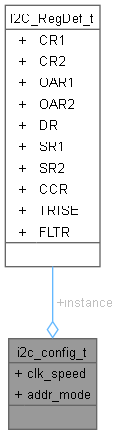 I2C_RegDef_t
+ CR1
+ CR2
+ OAR1
+ OAR2
+ DR
+ SR1
+ SR2
+ CCR
+ TRISE
+ FLTR
+instance
i2c_config_t
+ clk_speed
+ addr_mode